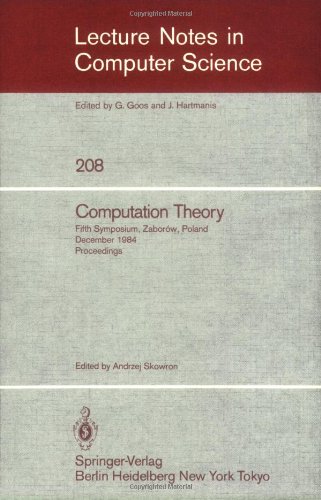 Lecture Notes in
Computer Science
Edited by G. Goos and J. Hartmanis
208
Computation Theory
Fifth Symposium, Zaborów, Poland
December 1984
Proceedings
Edited by Andrzej Skowron
Springer-Verlag
Berlin Heidelberg New York Tokyo